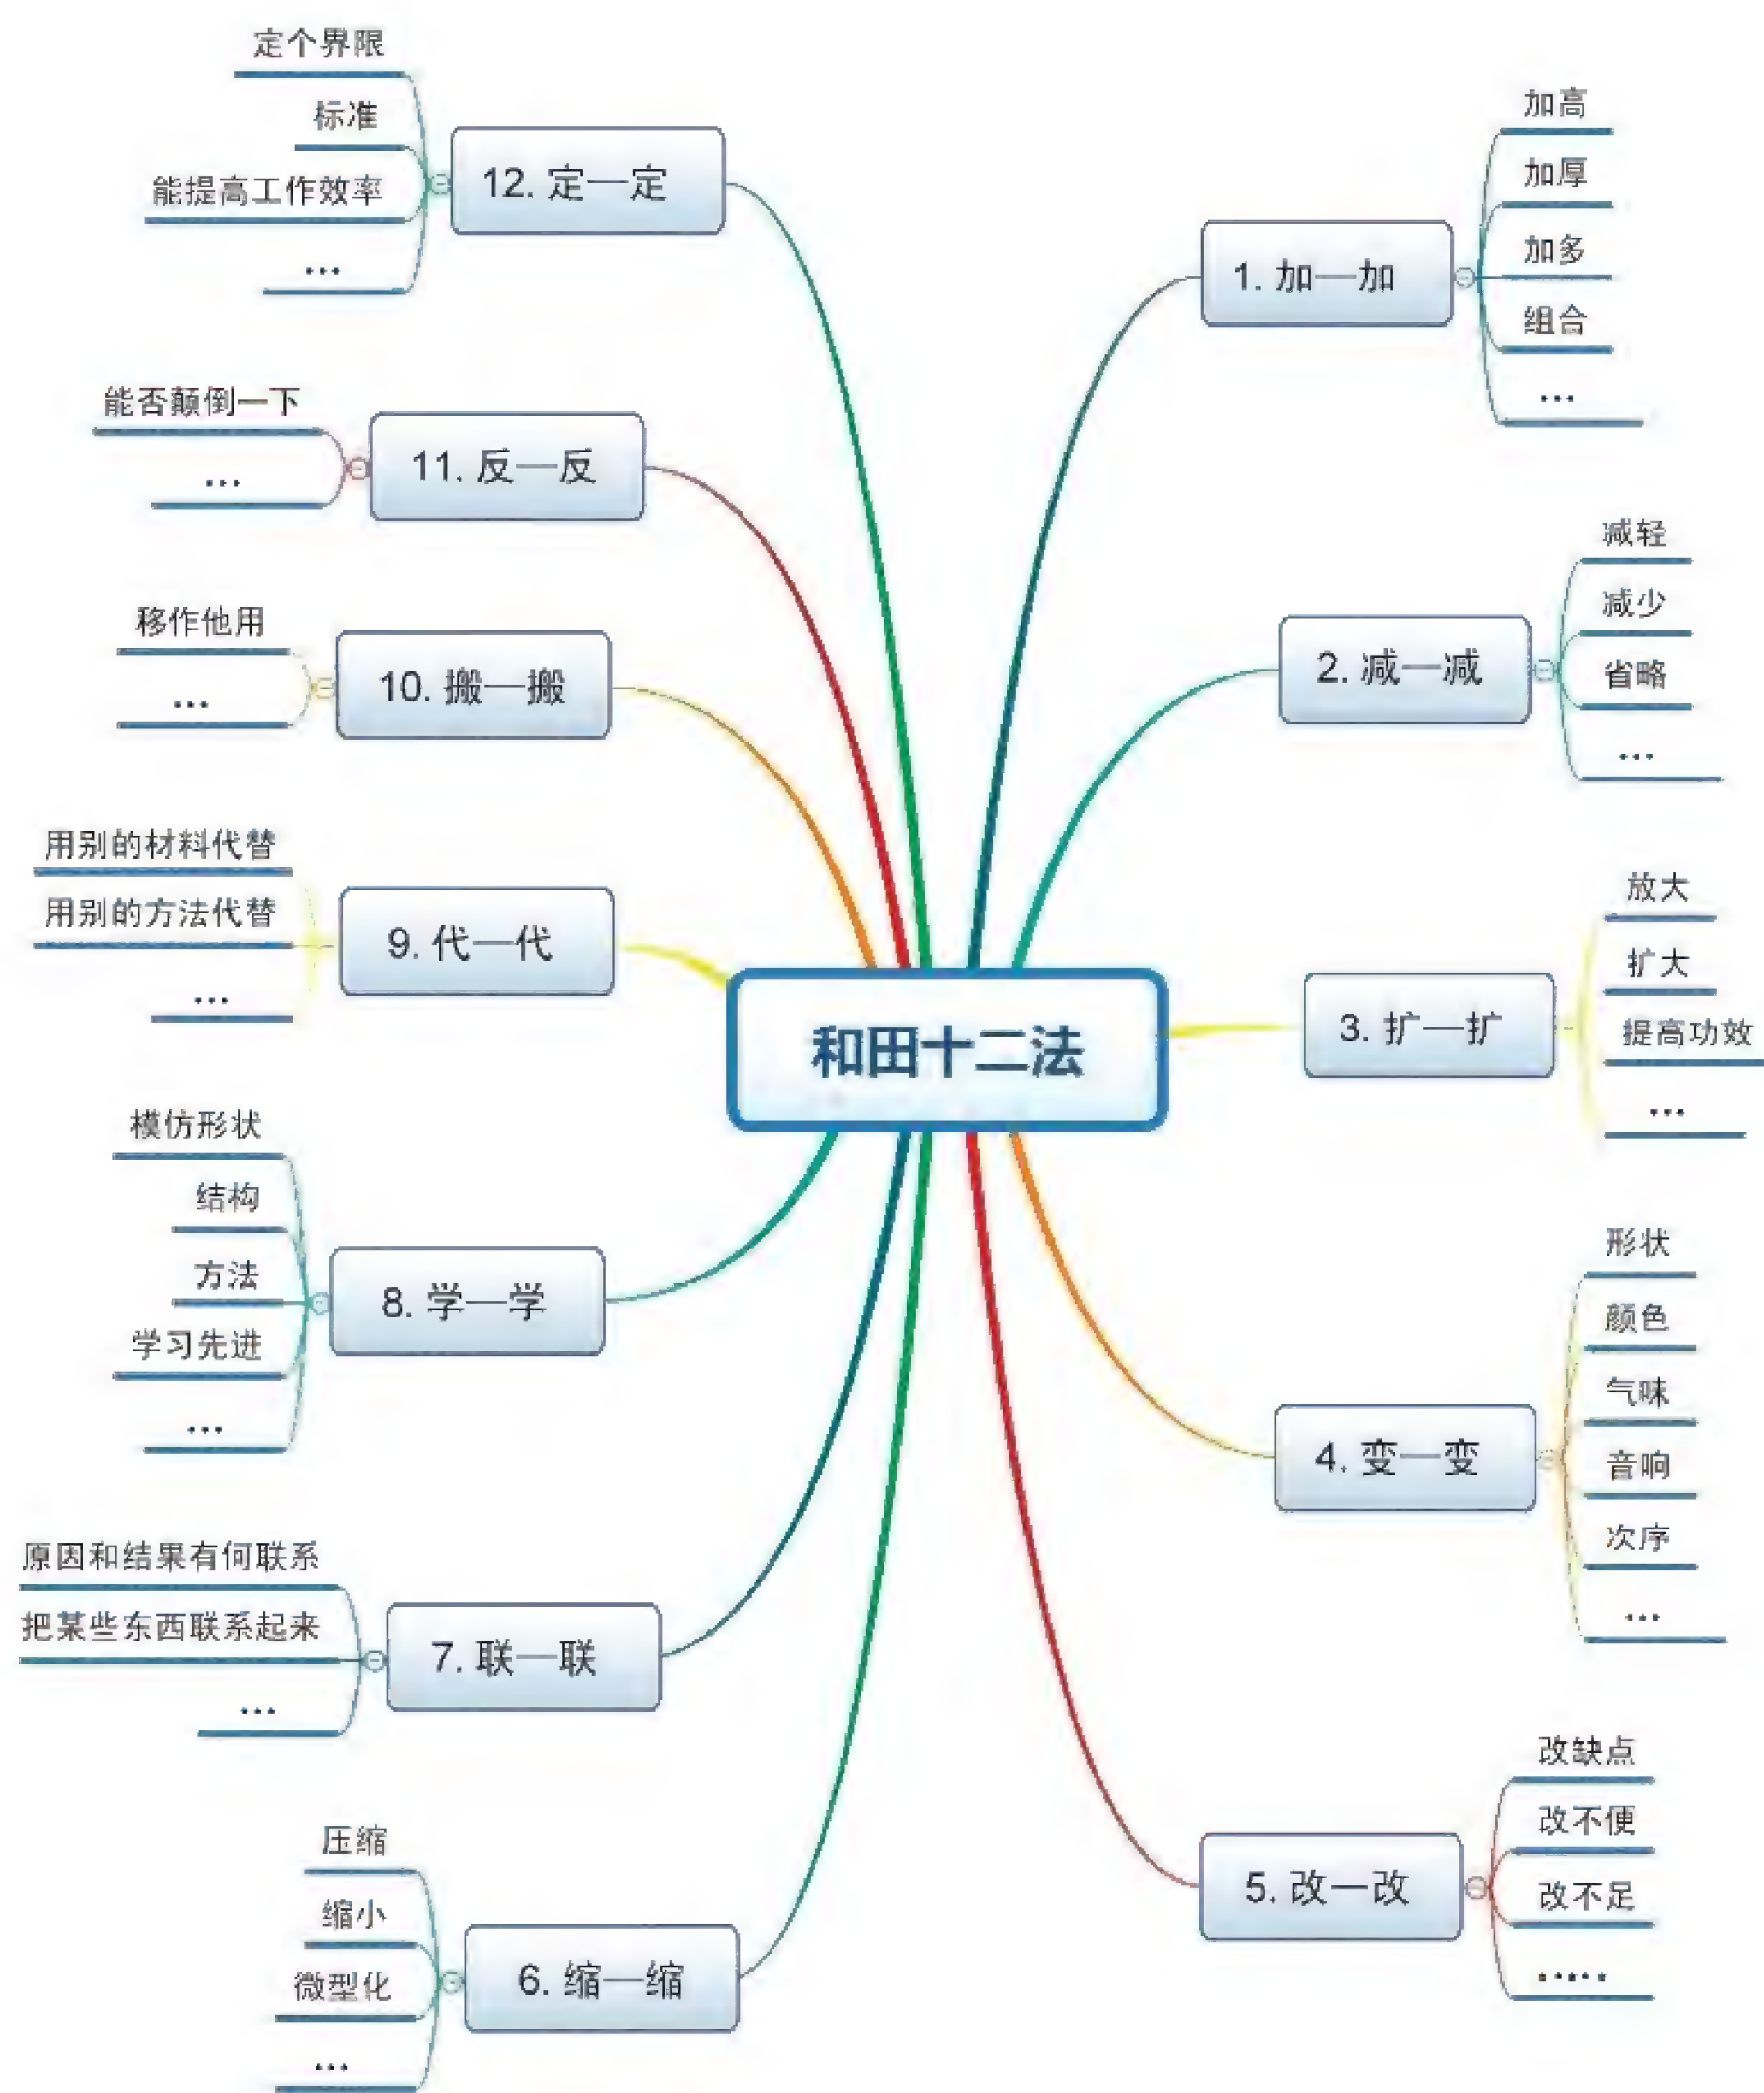 和田十二法
1. 加一加
加高
加厚
加多
组合
...
2. 减一减
减轻
减少
省略
...
3. 扩一扩
放大
扩大
提高功效
...
4. 变一变
形状
颜色
气味
音响
次序
...
5. 改一改
改缺点
改不便
改不足
.....
6. 缩一缩
压缩
缩小
微型化
...
7. 联一联
原因和结果有何联系
把某些东西联系起来
...
8. 学一学
模仿形状
结构
方法
学习先进
...
9. 代一代
用别的材料代替
用别的方法代替
...
10. 搬一搬
移作他用
...
11. 反一反
能否颠倒一下
...
12. 定一定
定个界限
标准
能提高工作效率
...